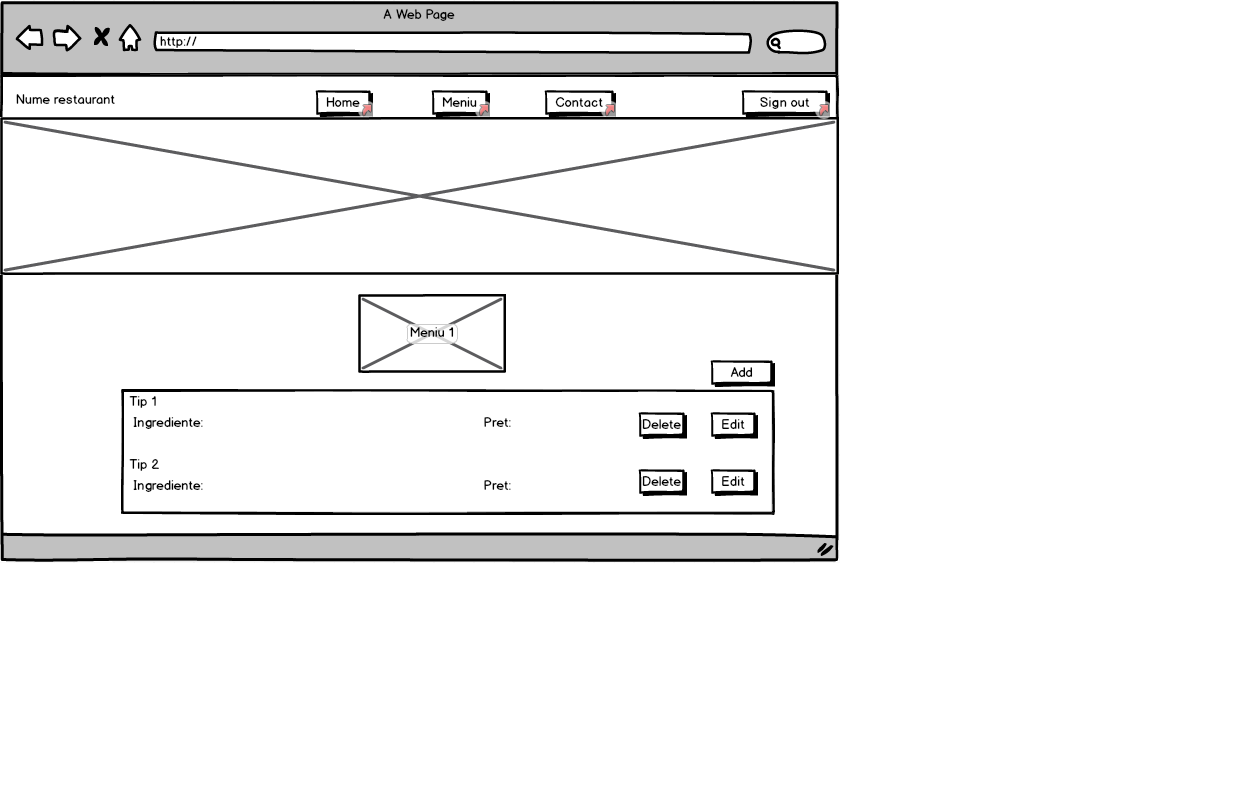 A Web Page
http://
Nume restaurant Home Meniu Contact Sign out
Meniu 1
Add
Tip 1
Ingrediente: Pret: Delete Edit
Tip 2
Ingrediente: Pret: Delete Edit